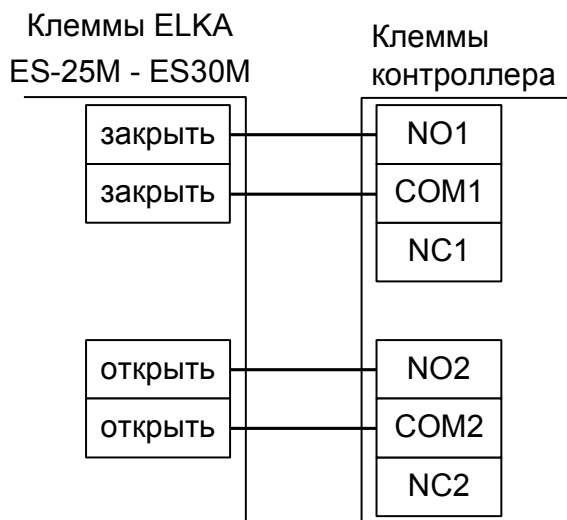 Клеммы ELKA
ES-25M - ES30M
Клеммы
контроллера
закрыть
NO1
закрыть
COM1
NC1
открыть
NO2
открыть
COM2
NC2